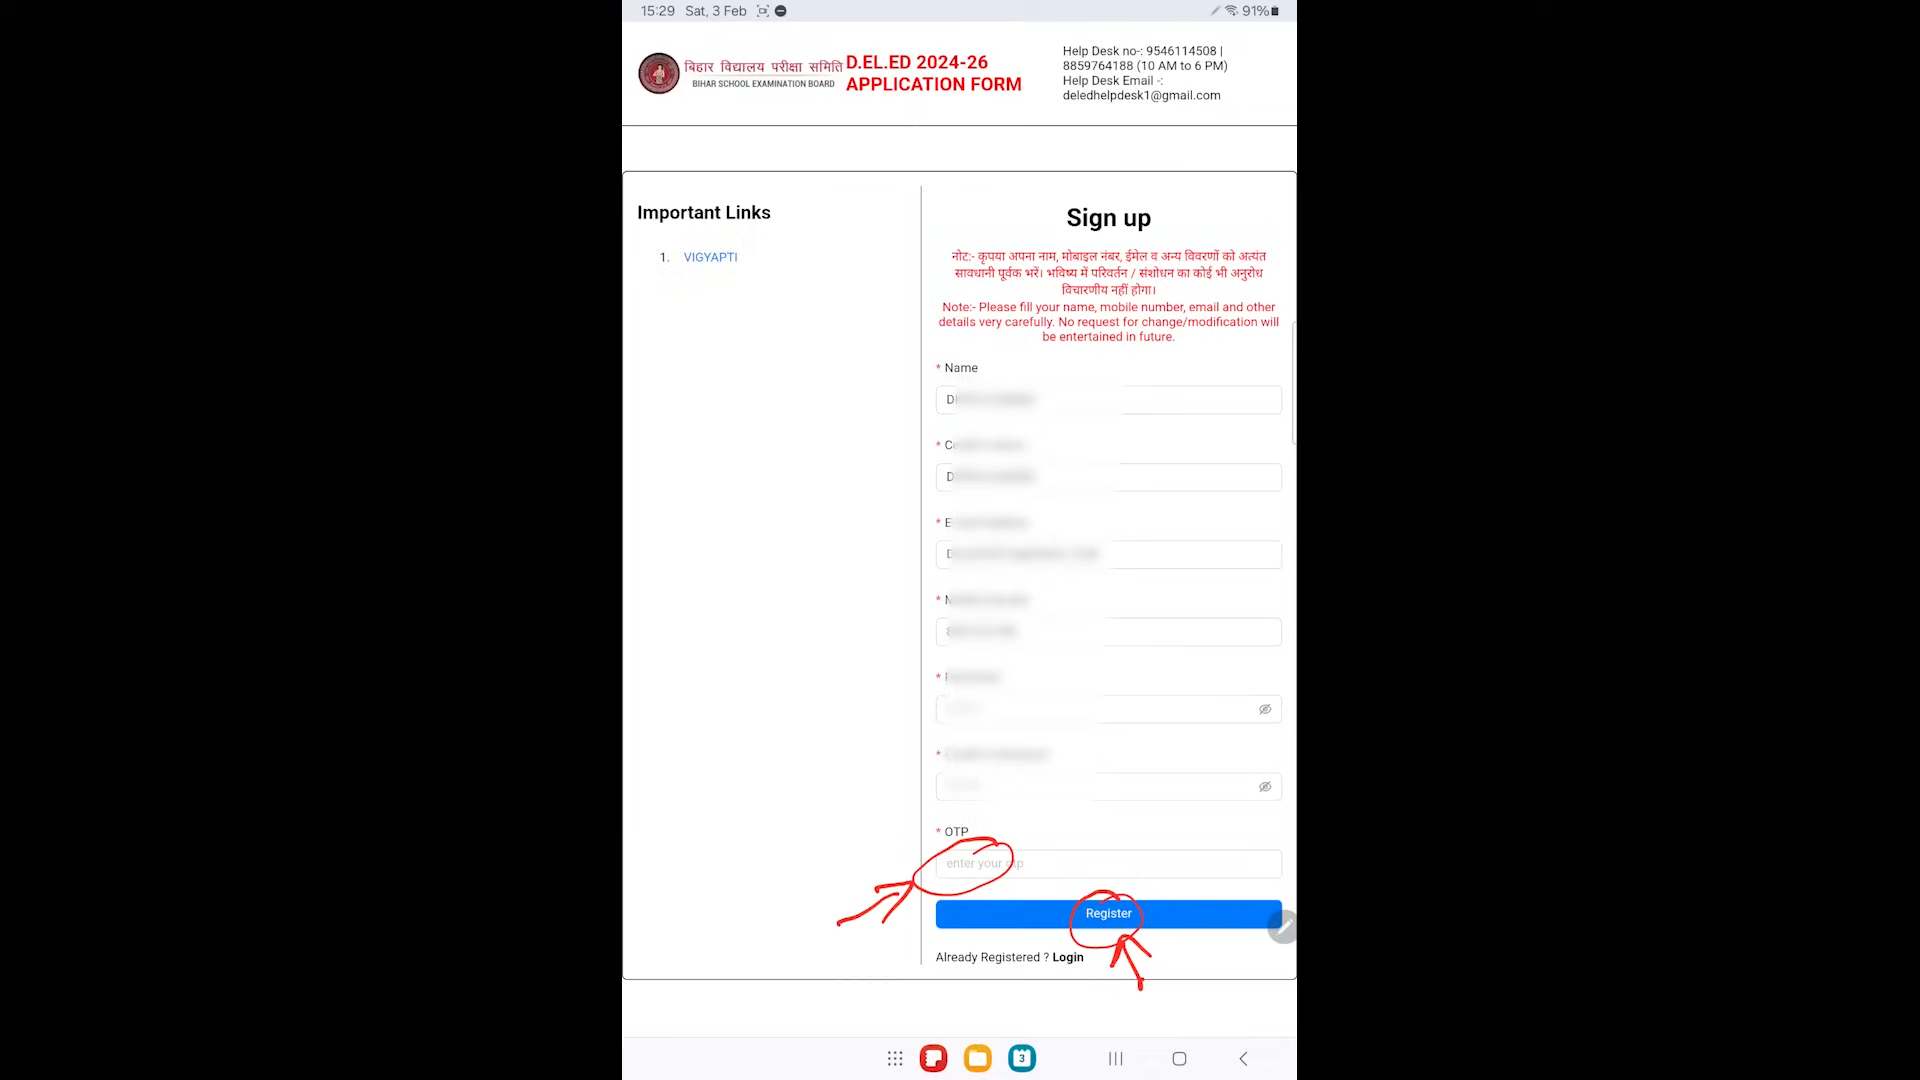 15:29 Sat, 3 Feb
91%
बिहार विद्यालय परीक्षा समिति
BIHAR SCHOOL EXAMINATION BOARD
D.EL.ED 2024-26
APPLICATION FORM
Help Desk no-: 9546114508 |
8859764188 (10 AM to 6 PM)
Help Desk Email -:
deledhelpdesk1@gmail.com
Important Links
1. VIGYAPTI
Sign up
नोट:- कृपया अपना नाम, मोबाइल नंबर, ईमेल व अन्य विवरणों को अत्यंत
सावधानी पूर्वक भरें। भविष्य में परिवर्तन / संशोधन का कोई भी अनुरोध
विचारणीय नहीं होगा।
Note:- Please fill your name, mobile number, email and other
details very carefully. No request for change/modification will
be entertained in future.
* Name
* OTP
enter your otp
Register
Already Registered ? Login
3